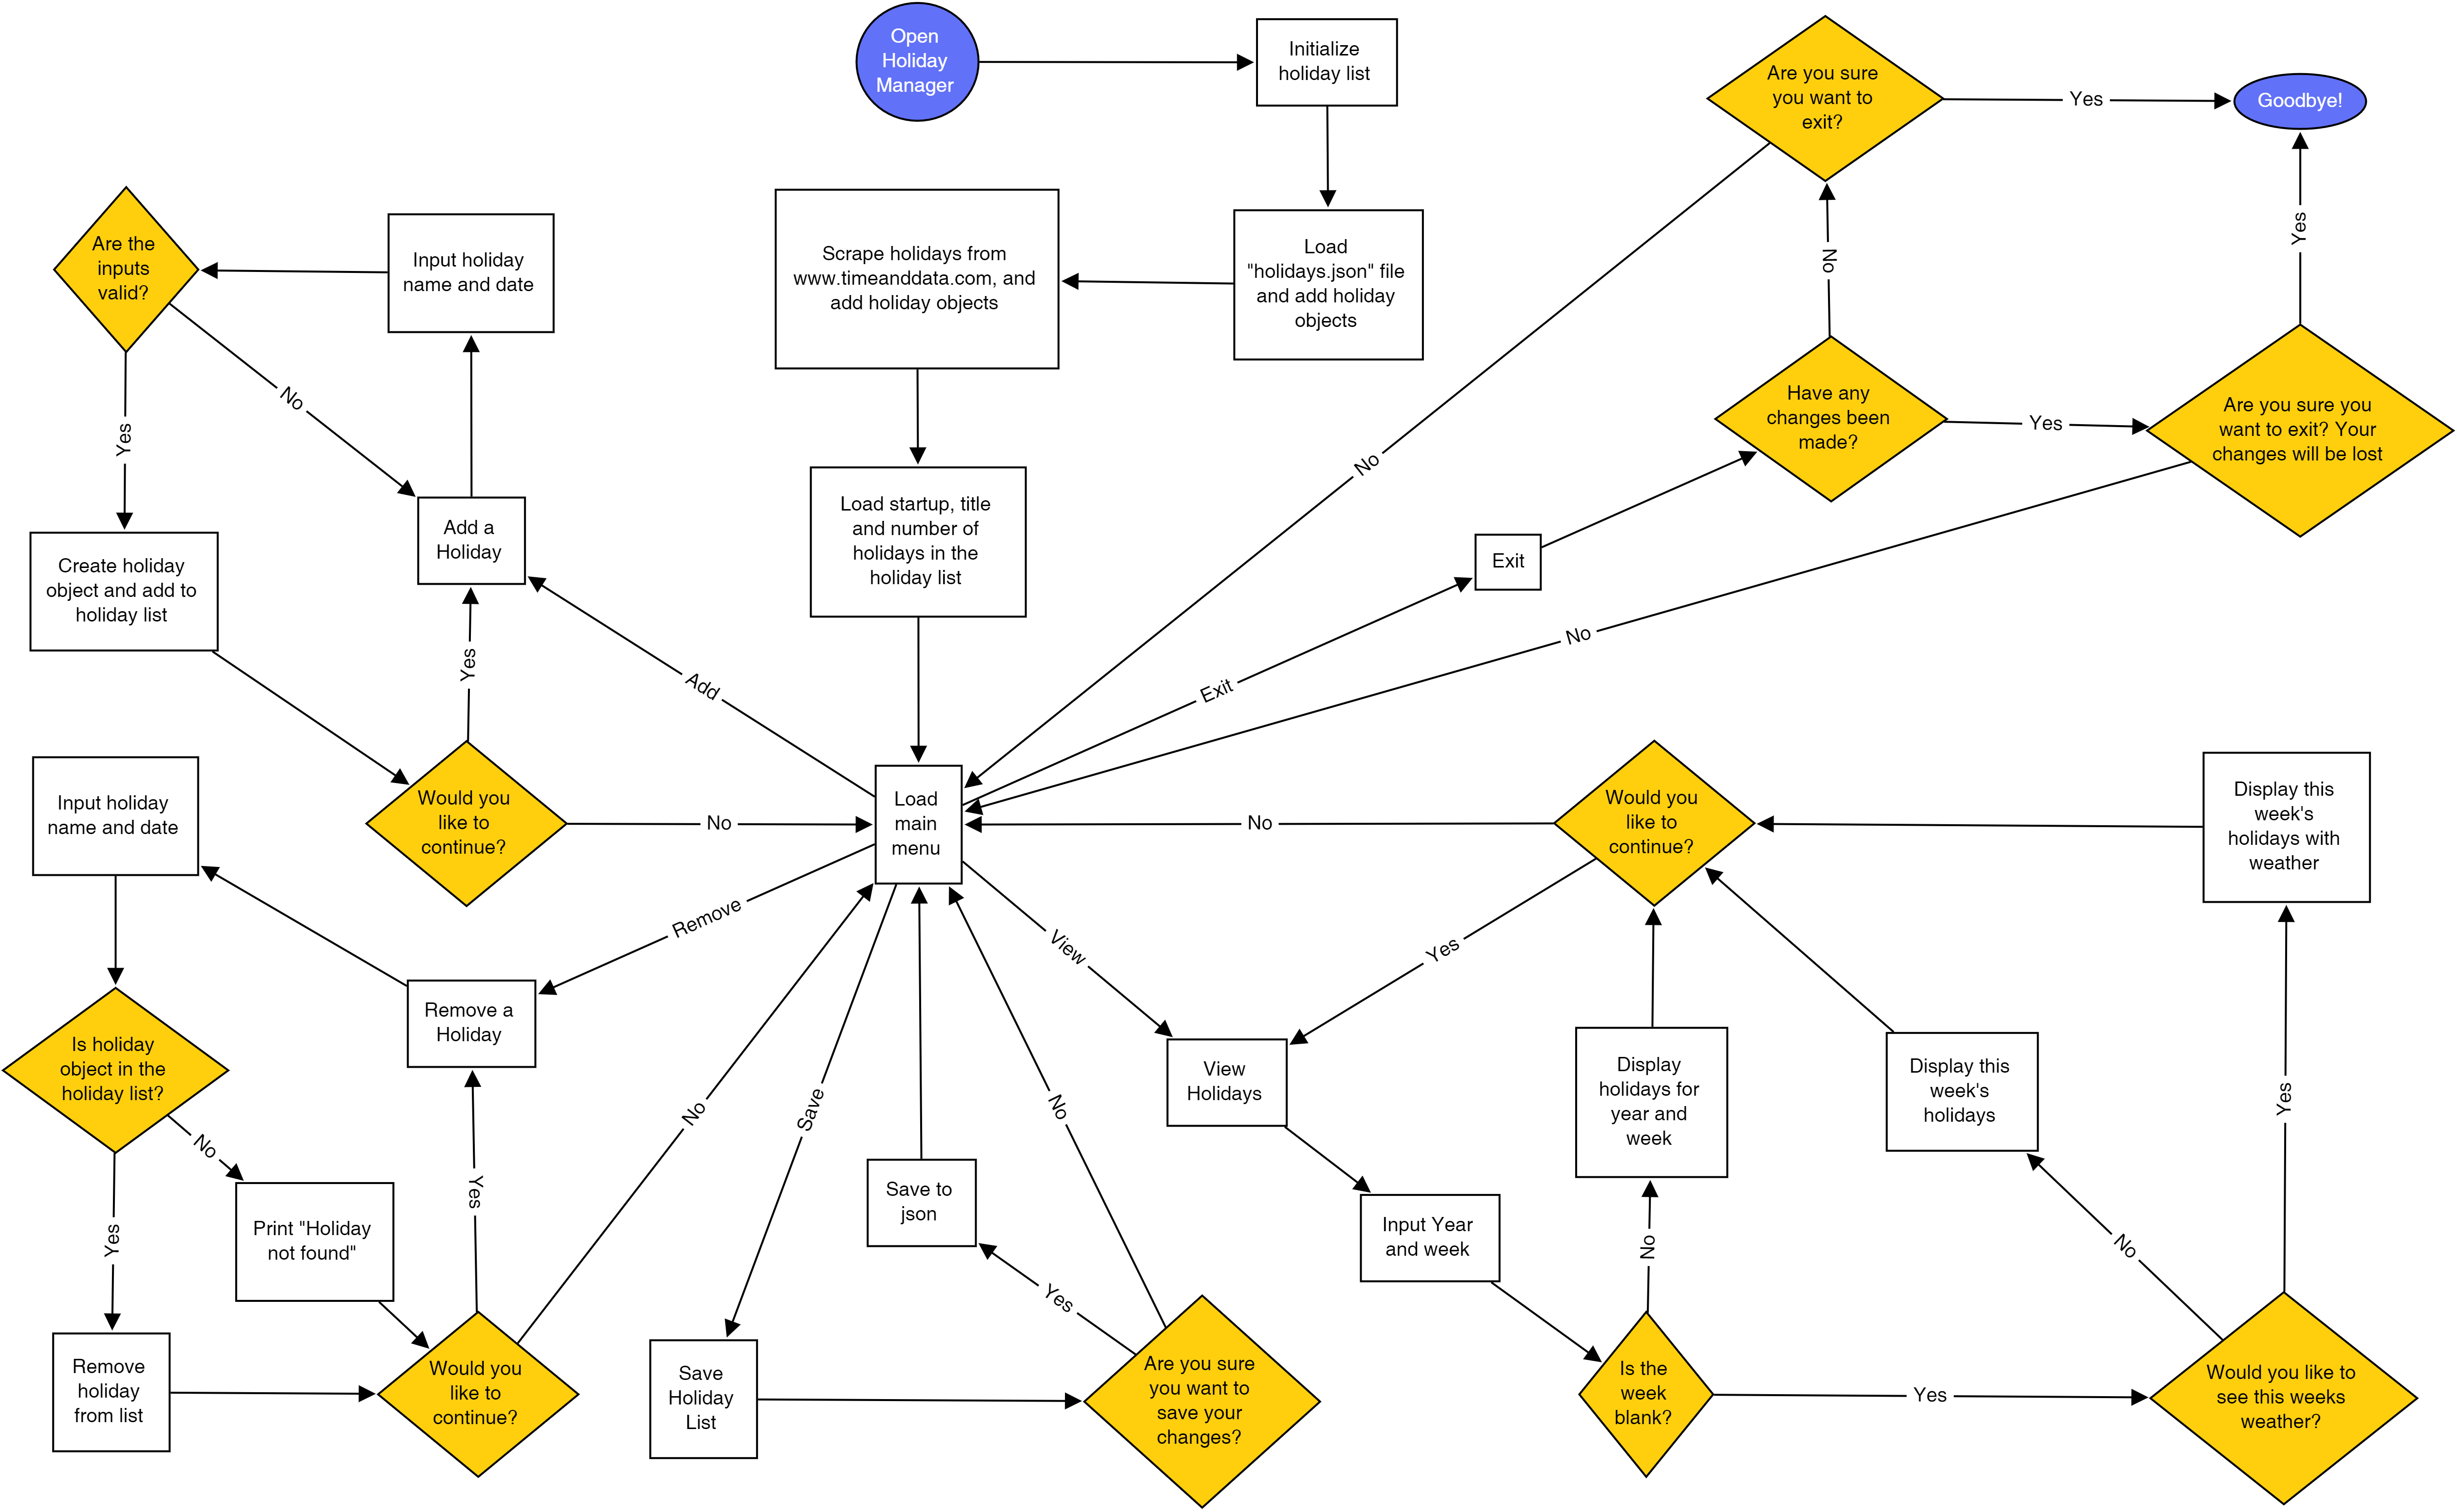 Open
Holiday
Manager
Initialize
holiday list
Are you sure
you want to
exit?
Yes
Goodbye!
Are the
inputs
valid?
Input holiday
name and date
Scrape holidays from
www.timeanddata.com, and
add holiday objects
Load
"holidays.json" file
and add holiday
objects
No
Yes
No
Yes
No
Have any
changes been
made?
Yes
Are you sure you
want to exit? Your
changes will be lost
Add a
Holiday
Load startup, title
and number of
holidays in the
holiday list
Exit
Create holiday
object and add to
holiday list
Yes
Add
Exit
No
Input holiday
name and date
Would you
like to
continue?
No
Load
main
menu
No
Would you
like to
continue?
Display this
week's
holidays with
weather
Remove
View
Yes
Remove a
Holiday
Is holiday
object in the
holiday list?
No
Save
No
View
Holidays
Display
holidays for
year and
week
Display this
week's
holidays
Yes
No
Yes
Yes
Print "Holiday
not found"
Save to
json
Input Year
and week
No
No
Yes
Remove
holiday
from list
Would you
like to
continue?
Save
Holiday
List
Are you sure
you want to
save your
changes?
Is the
week
blank?
Yes
Would you like to
see this weeks
weather?